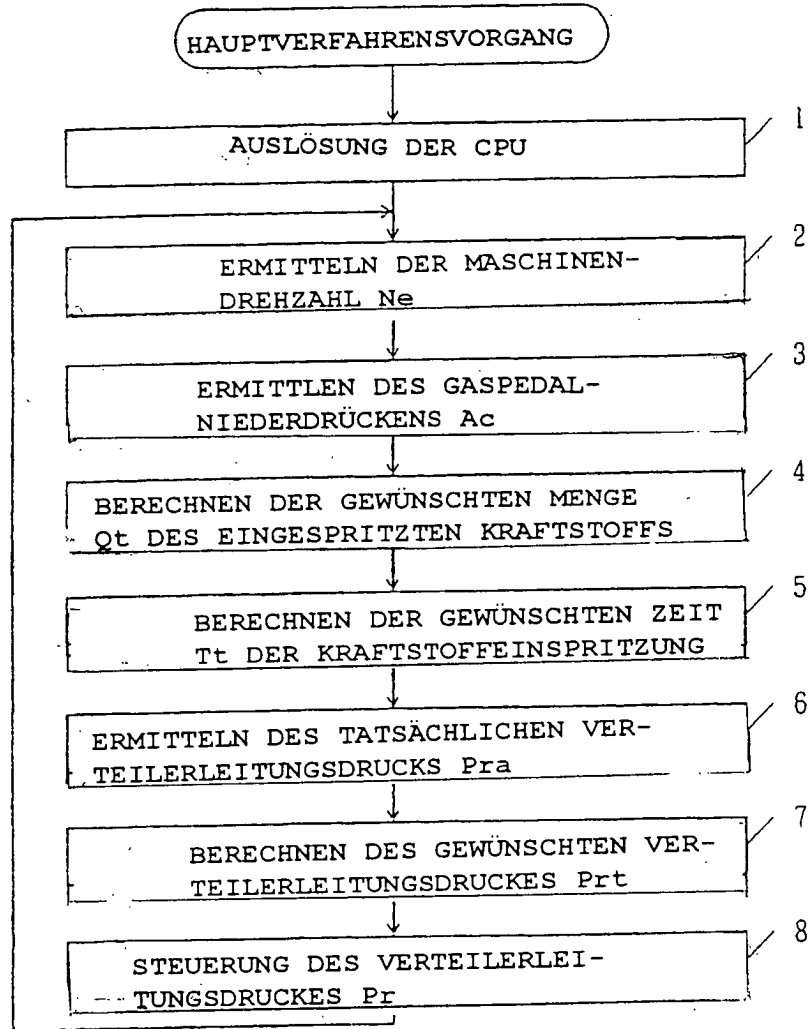 HAUPTVERFAHRENSVORGANG
1
AUSLÖSUNG DER CPU
2
ERMITTELN DER MASCHINEN-
DREHZAHL Ne
3
ERMITTLEN DES GASPEDAL-
NIEDERDRÜCKENS Ac
4
BERECHNEN DER GEWÜNSCHTEN MENGE
Qt DES EINGESPRITZTEN KRAFTSTOFFS
5
BERECHNEN DER GEWÜNSCHTEN ZEIT
Tt DER KRAFTSTOFFEINSPRITZUNG
6
ERMITTELN DES TATSÄCHLICHEN VER-
TEILERLEITUNGSDRUCKS Pra
7
BERECHNEN DES GEWÜNSCHTEN VER-
TEILERLEITUNGSDRUCKES Prt
8
STEUERUNG DES VERTEILERLEI-
TUNGSDRUCKES Pr